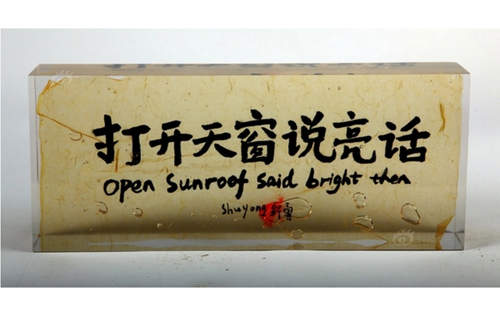 打开天窗说亮话
open Sunroof said bright then
Shuyong